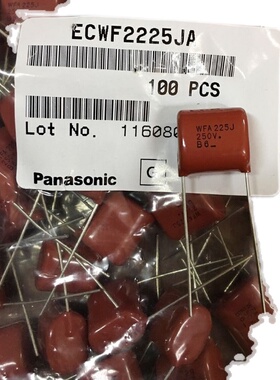 ECWF2225JA
100 PCS
Lot No. 116080
Panasonic
G
WFA225J
250V.
B6